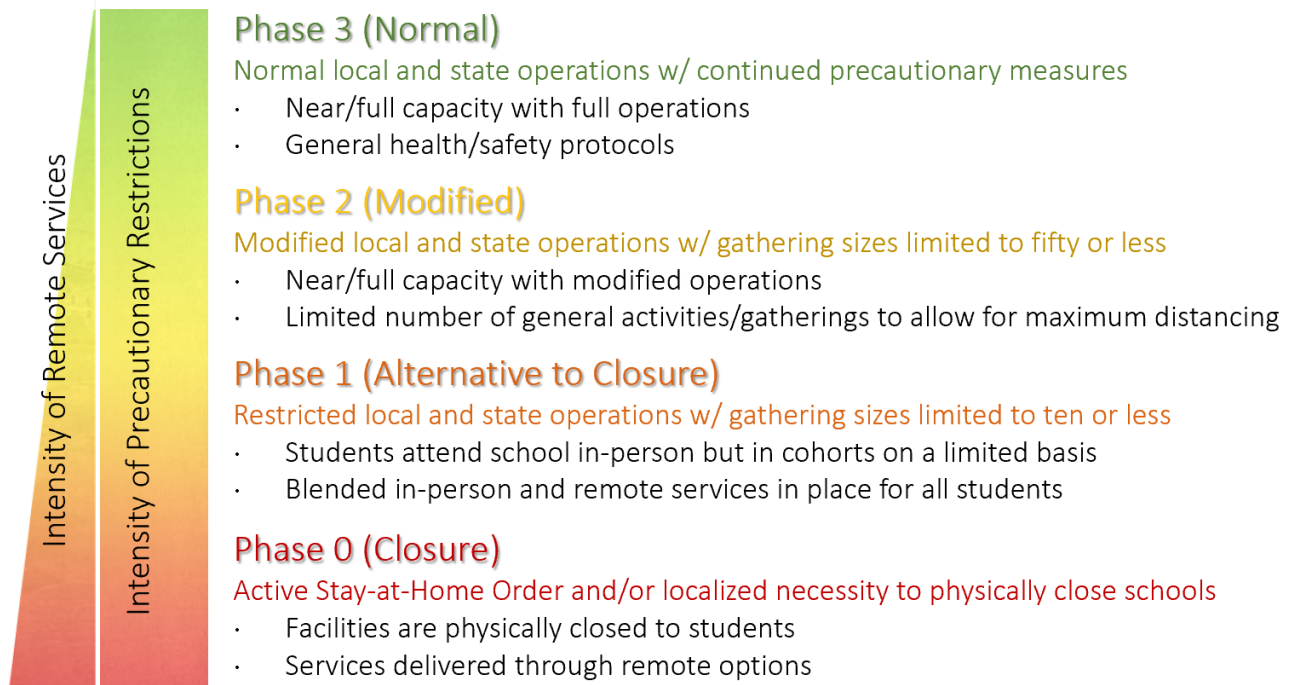 Intensity of Remote Services
Intensity of Precautionary Restrictions
Phase 3 (Normal)
Normal local and state operations w/ continued precautionary measures
· Near/full capacity with full operations
· General health/safety protocols
Phase 2 (Modified)
Modified local and state operations w/ gathering sizes limited to fifty or less
· Near/full capacity with modified operations
· Limited number of general activities/gatherings to allow for maximum distancing
Phase 1 (Alternative to Closure)
Restricted local and state operations w/ gathering sizes limited to ten or less
· Students attend school in-person but in cohorts on a limited basis
· Blended in-person and remote services in place for all students
Phase 0 (Closure)
Active Stay-at-Home Order and/or localized necessity to physically close schools
· Facilities are physically closed to students
· Services delivered through remote options